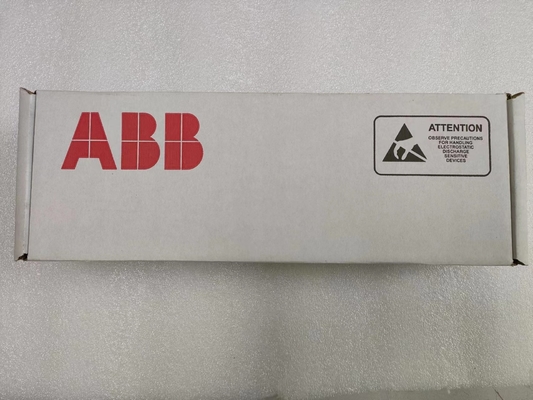 ABB
ATTENTION
OBSERVE PRECAUTIONS
FOR HANDLING
ELECTROSTATIC
DISCHARGE
SENSITIVE
DEVICES